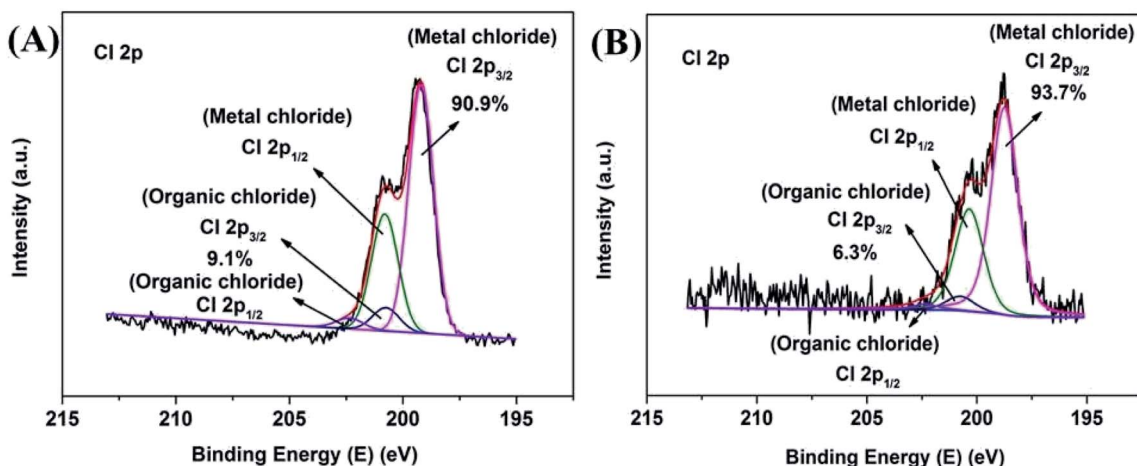 (A)
Cl 2p
(Metal chloride)
Cl 2p3/2
90.9%
(Metal chloride)
Cl 2p1/2
(Organic chloride)
Cl 2p3/2
9.1%
(Organic chloride)
Cl 2p1/2
Intensity (a.u.)
215 210 205 200 195
Binding Energy (E) (eV)
(B)
Cl 2p
(Metal chloride)
Cl 2p3/2
93.7%
(Metal chloride)
Cl 2p1/2
(Organic chloride)
Cl 2p3/2
6.3%
(Organic chloride)
Cl 2p1/2
Intensity (a.u.)
215 210 205 200 195
Binding Energy (E) (eV)